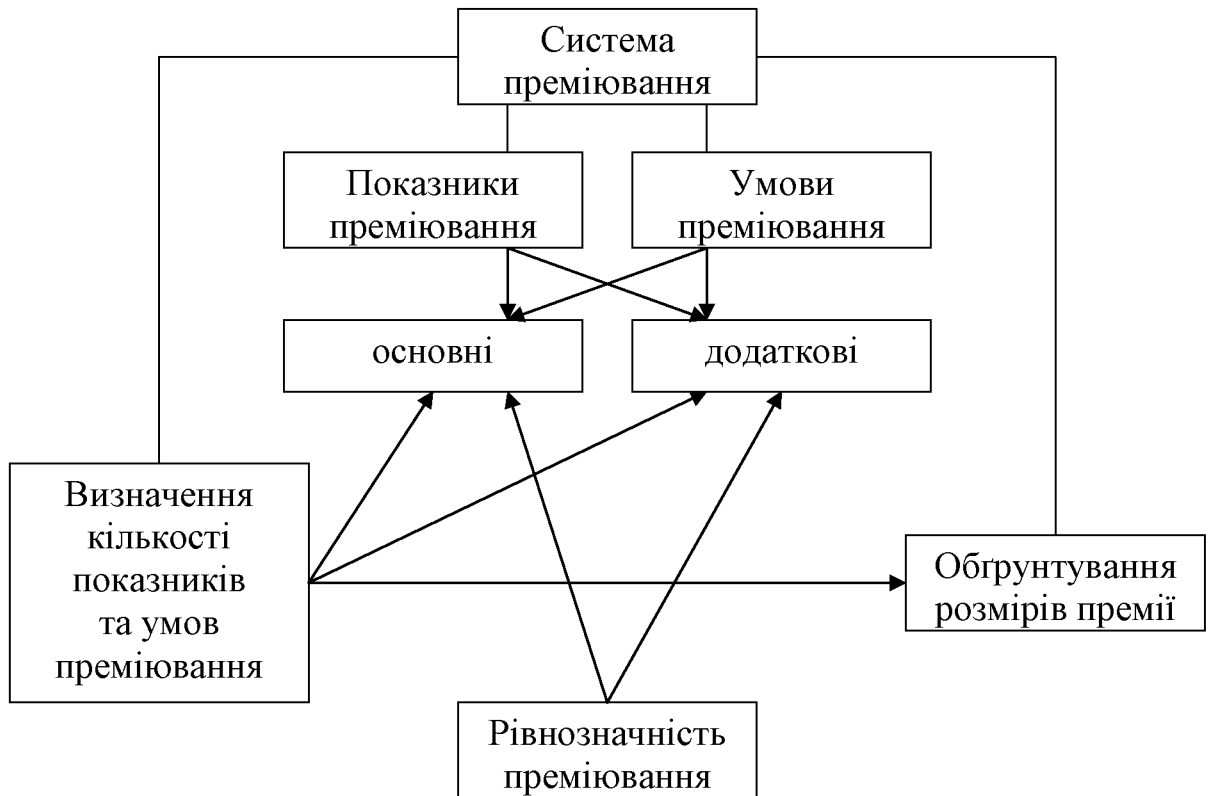 Система
преміювання
Показники
преміювання
Умови
преміювання
основні
додаткові
Визначення
кількості
показників
та умов
преміювання
Обґрунтування
розмірів премії
Рівнозначність
преміювання